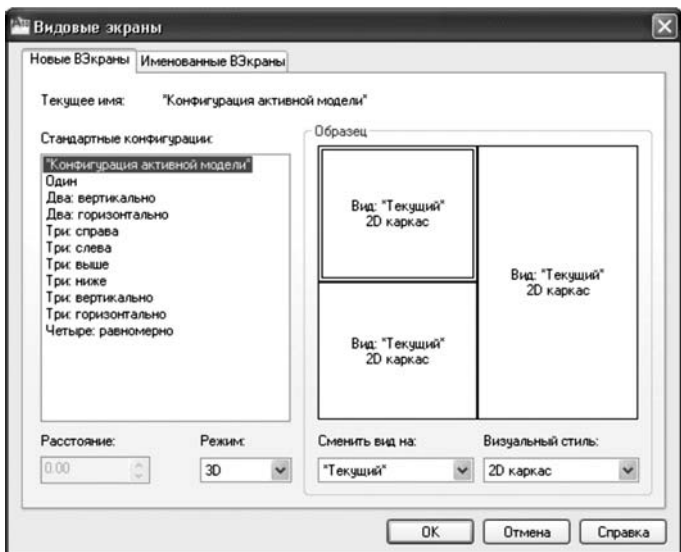 Видовые экраны
Новые ВЭкраны
Именованные ВЭкраны
Текущее имя: "Конфигурация активной модели"
Стандартные конфигурации:
"Конфигурация активной модели"
Один
Два: вертикально
Два: горизонтально
Три: справа
Три: слева
Три: выше
Три: ниже
Три: вертикально
Три: горизонтально
Четыре: равномерно
Образец
Вид: "Текущий"
2D каркас
Вид: "Текущий"
2D каркас
Вид: "Текущий"
2D каркас
Расстояние:
0.00
Режим:
3D
Сменить вид на:
"Текущий"
Визуальный стиль:
2D каркас
OK
Отмена
Справка